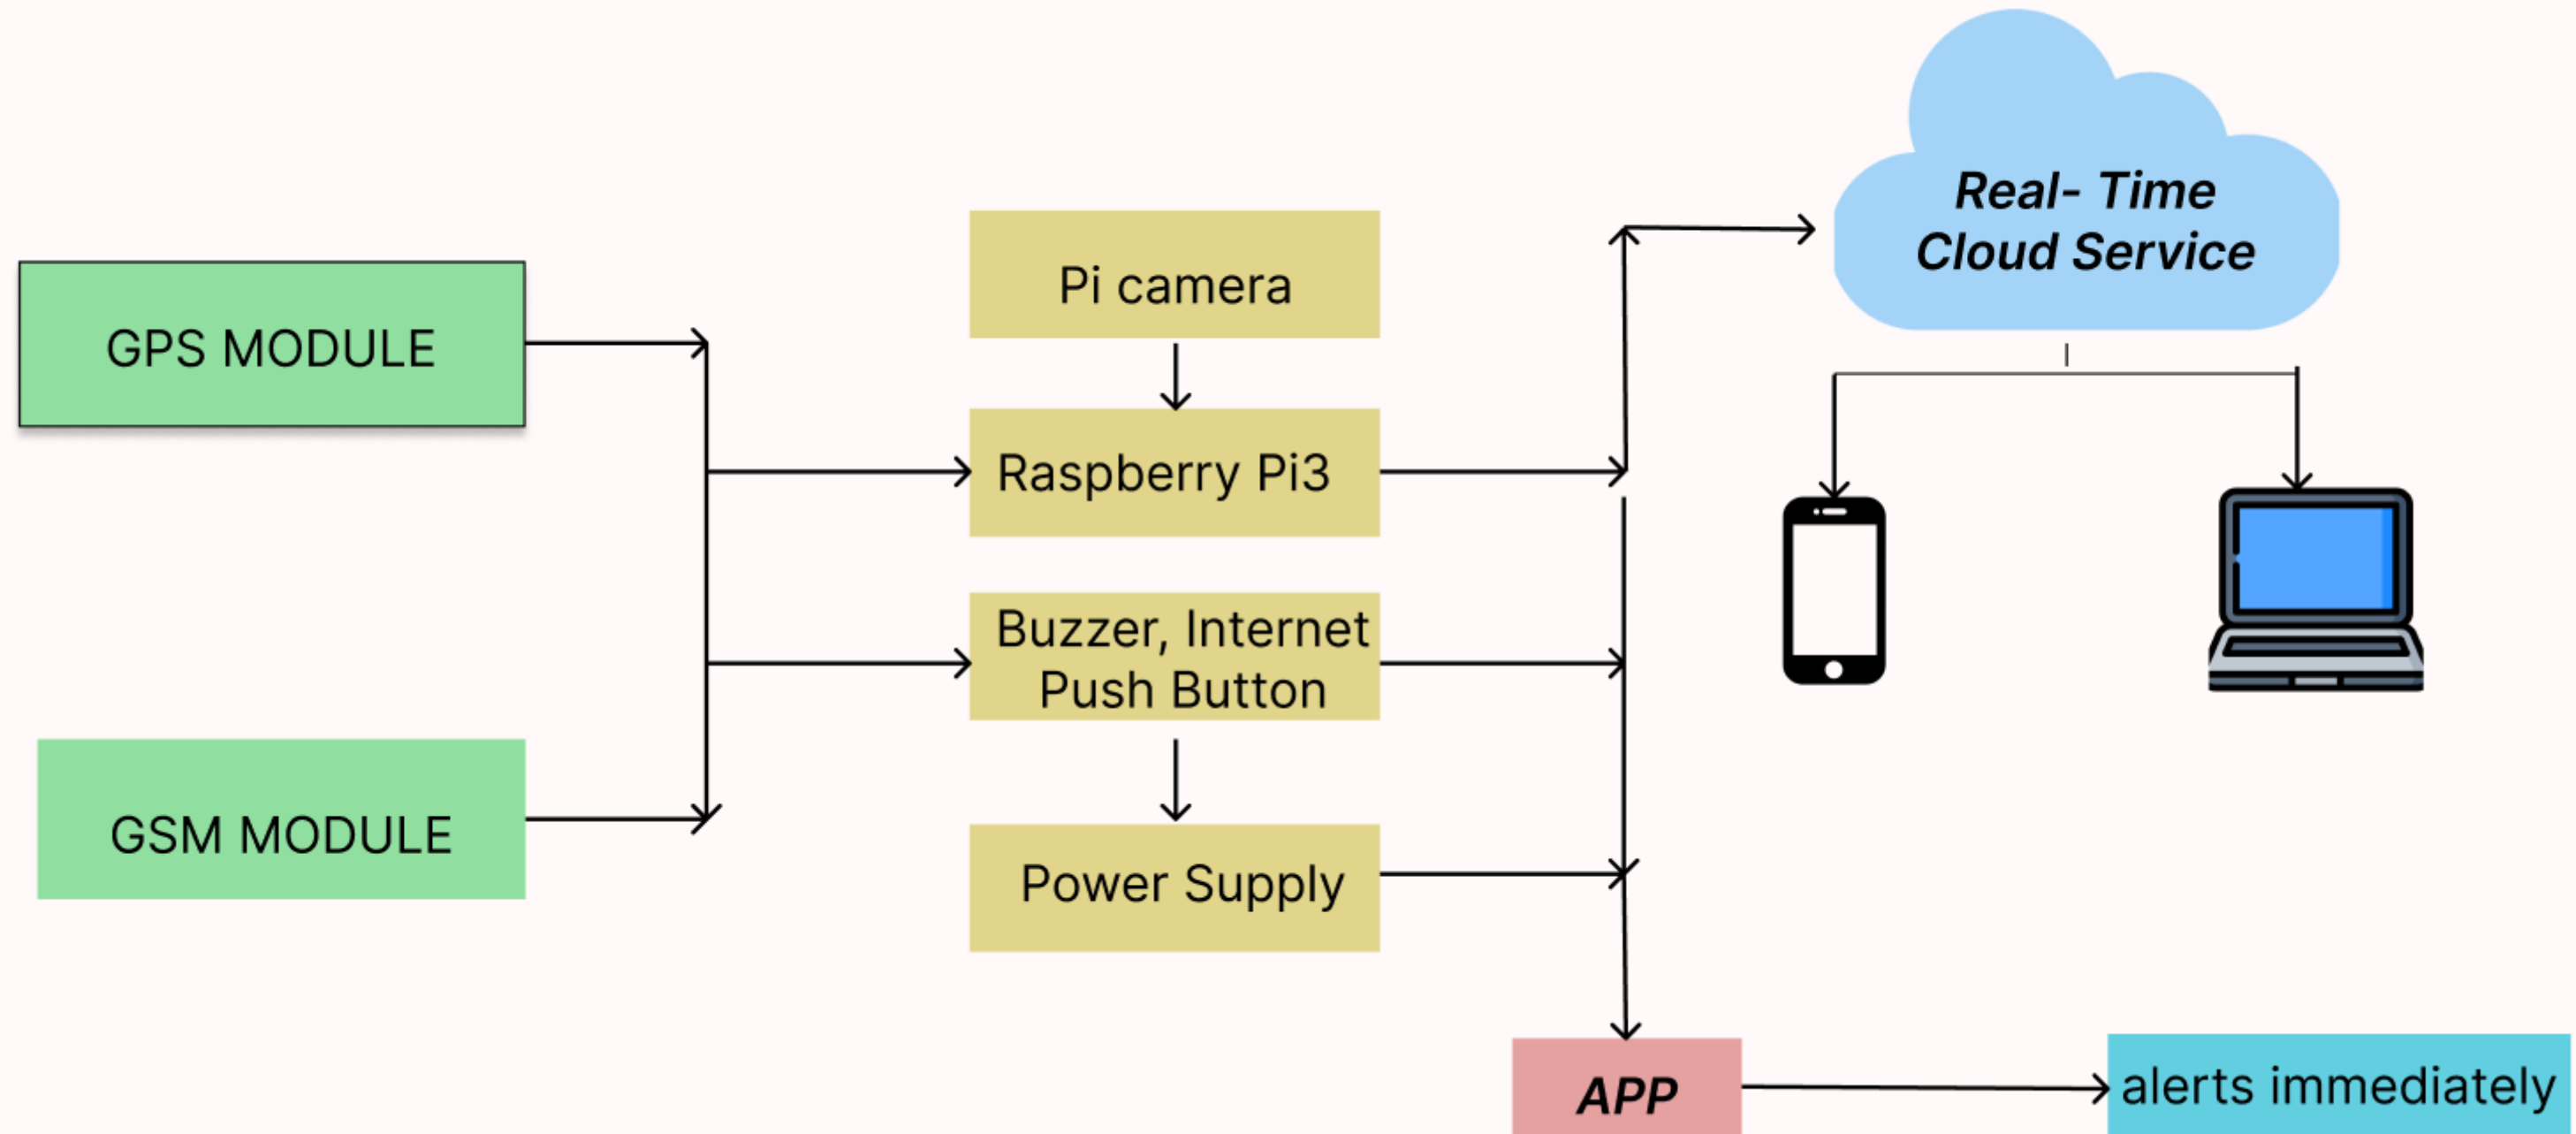 Real- Time
Cloud Service
Pi camera
GPS MODULE
Raspberry Pi3
Buzzer, Internet
Push Button
GSM MODULE
Power Supply
APP
alerts immediately